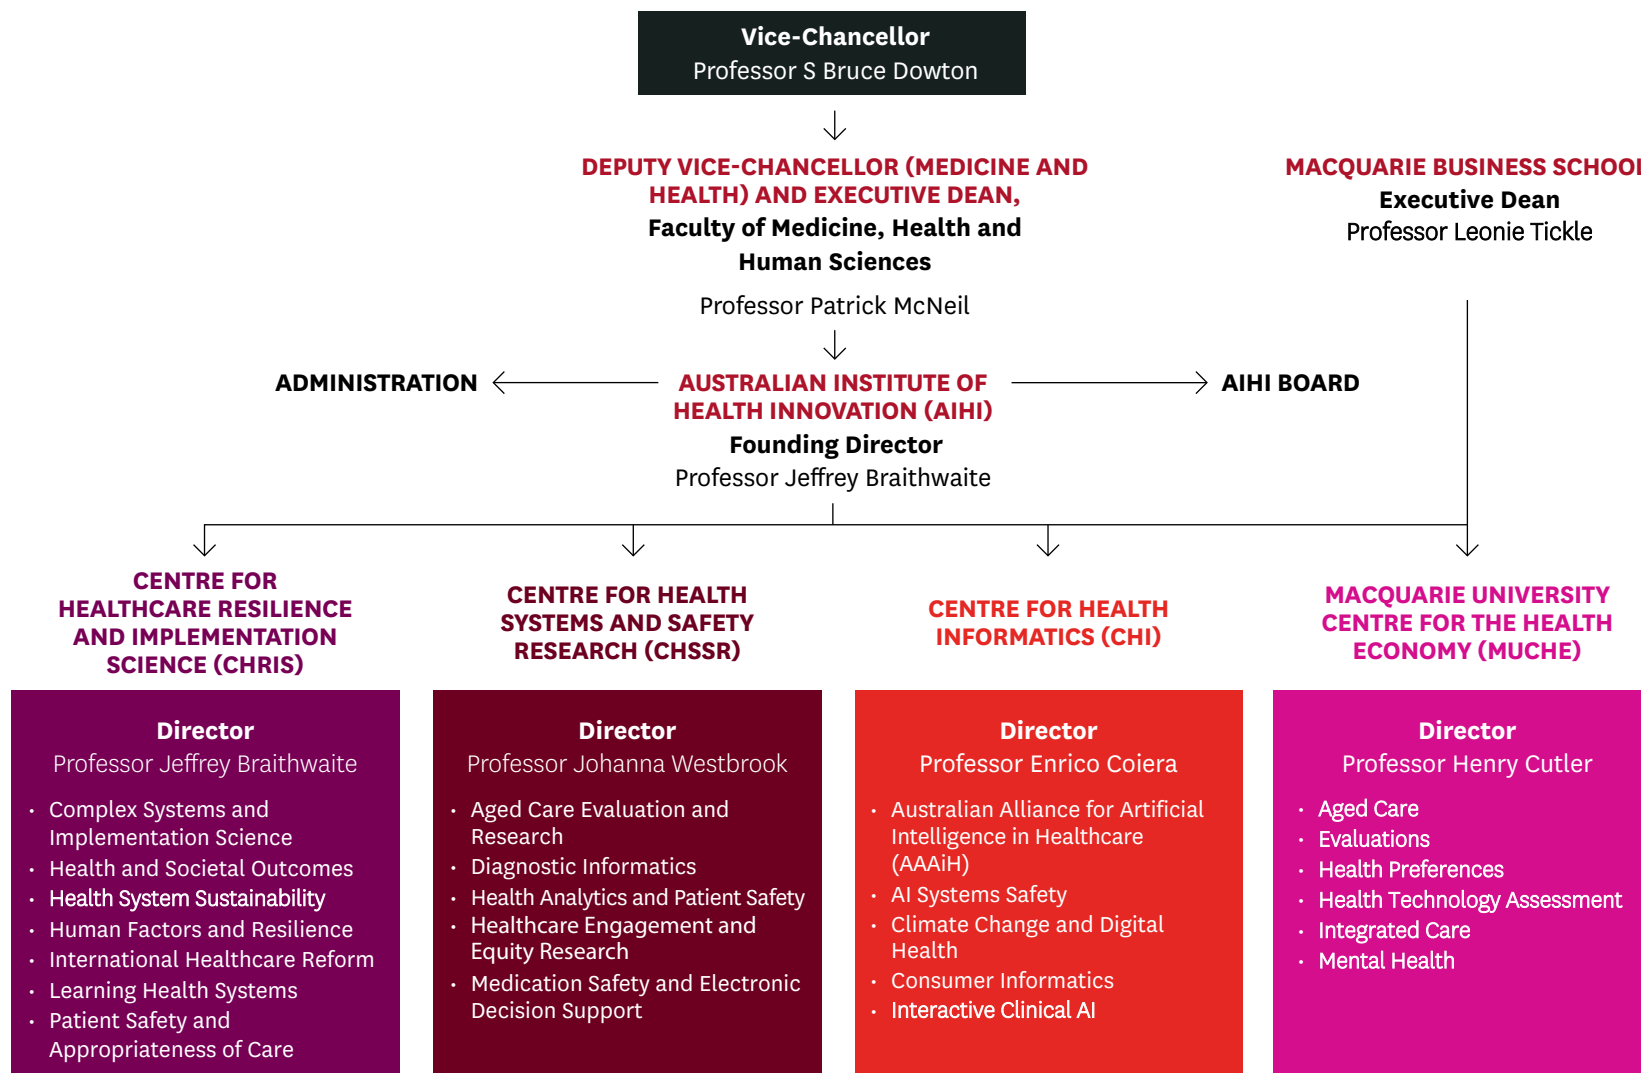 Vice-Chancellor
Professor S Bruce Dowton
DEPUTY VICE-CHANCELLOR (MEDICINE AND
HEALTH) AND EXECUTIVE DEAN,
Faculty of Medicine, Health and
Human Sciences
Professor Patrick McNeil
MACQUARIE BUSINESS SCHOOL
Executive Dean
Professor Leonie Tickle
ADMINISTRATION
AUSTRALIAN INSTITUTE OF
HEALTH INNOVATION (AIHI)
Founding Director
Professor Jeffrey Braithwaite
AIHI BOARD
CENTRE FOR
HEALTHCARE RESILIENCE
AND IMPLEMENTATION
SCIENCE (CHRIS)
Director
Professor Jeffrey Braithwaite
• Complex Systems and
Implementation Science
• Health and Societal Outcomes
• Health System Sustainability
• Human Factors and Resilience
• International Healthcare Reform
• Learning Health Systems
• Patient Safety and
Appropriateness of Care
CENTRE FOR HEALTH
SYSTEMS AND SAFETY
RESEARCH (CHSSR)
Director
Professor Johanna Westbrook
• Aged Care Evaluation and
Research
• Diagnostic Informatics
• Health Analytics and Patient Safety
• Healthcare Engagement and
Equity Research
• Medication Safety and Electronic
Decision Support
CENTRE FOR HEALTH
INFORMATICS (CHI)
Director
Professor Enrico Coiera
• Australian Alliance for Artificial
Intelligence in Healthcare
(AAAiH)
• AI Systems Safety
• Climate Change and Digital
Health
• Consumer Informatics
• Interactive Clinical AI
MACQUARIE UNIVERSITY
CENTRE FOR THE HEALTH
ECONOMY (MUCHE)
Director
Professor Henry Cutler
• Aged Care
• Evaluations
• Health Preferences
• Health Technology Assessment
• Integrated Care
• Mental Health